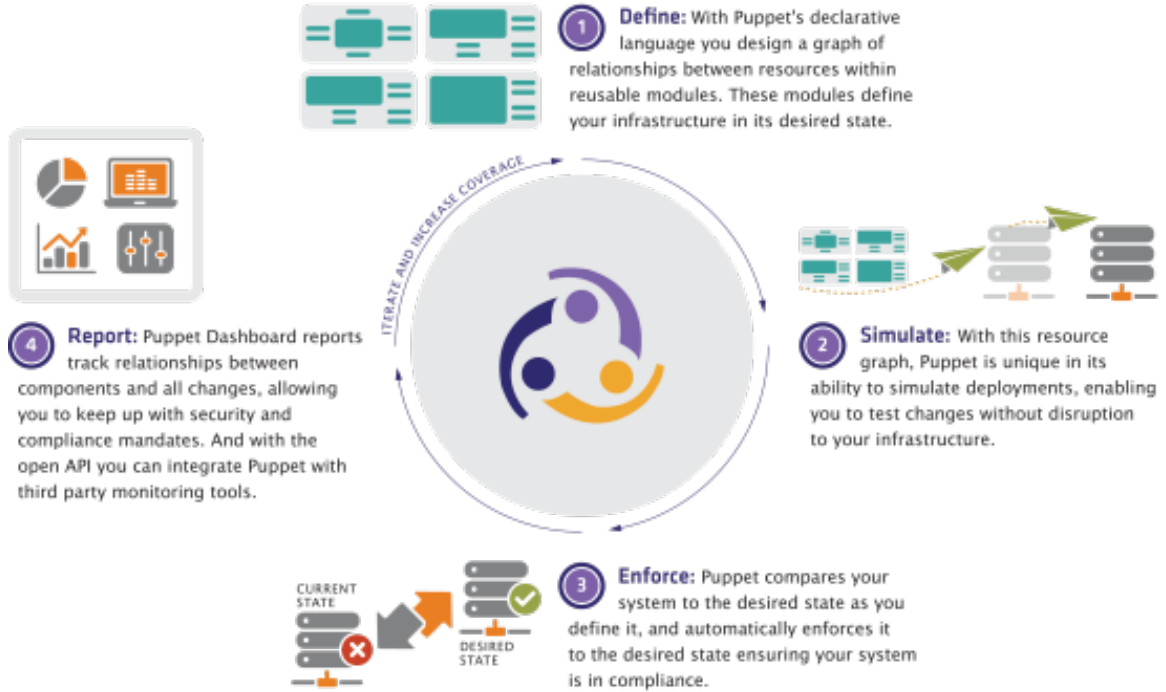 1 Define: With Puppet's declarative
language you design a graph of
relationships between resources within
reusable modules. These modules define
your infrastructure in its desired state.
ITERATE AND INCREASE COVERAGE
2 Simulate: With this resource
graph, Puppet is unique in its
ability to simulate deployments, enabling
you to test changes without disruption
to your infrastructure.
3 Enforce: Puppet compares your
system to the desired state as you
define it, and automatically enforces it
to the desired state ensuring your system
is in compliance.
CURRENT
STATE
DESIRED
STATE
4 Report: Puppet Dashboard reports
track relationships between
components and all changes, allowing
you to keep up with security and
compliance mandates. And with the
open API you can integrate Puppet with
third party monitoring tools.